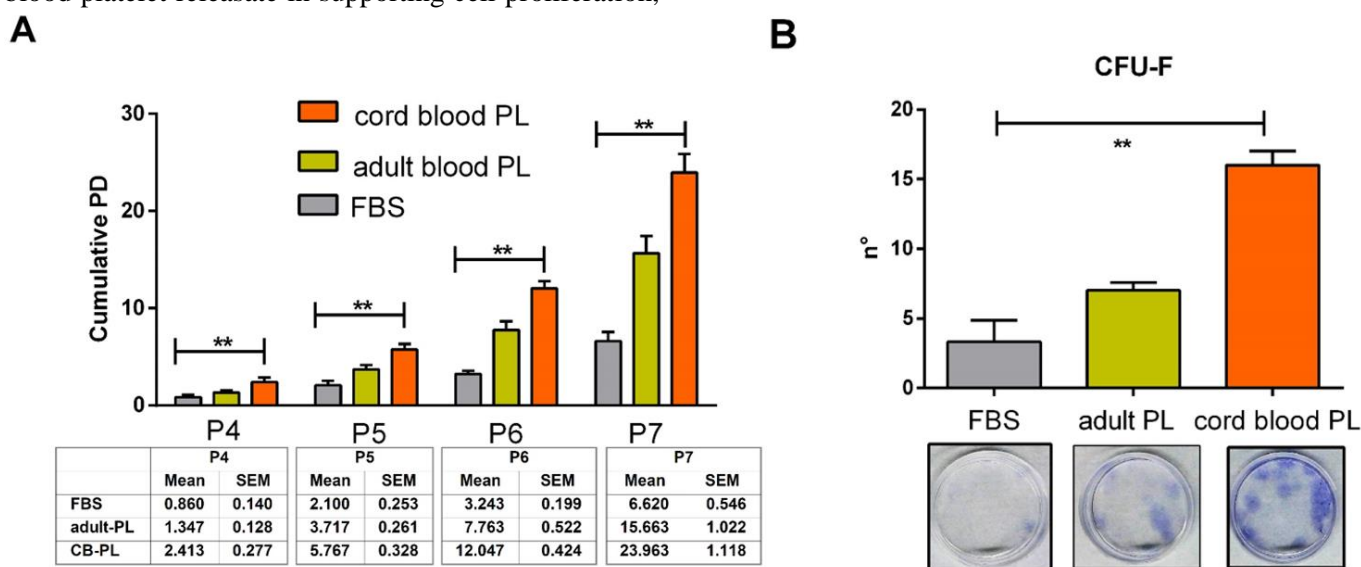 blood platelet releasate in supporting cell proliferation,
A
30
20
10
0
Cumulative PD
cord blood PL
adult blood PL
FBS
**
**
**
**
P4 P5 P6 P7
P4 P5 P6 P7
Mean SEM Mean SEM Mean SEM Mean SEM
FBS 0.860 0.140 2.100 0.253 3.243 0.199 6.620 0.546
adult-PL 1.347 0.128 3.717 0.261 7.763 0.522 15.663 1.022
CB-PL 2.413 0.277 5.767 0.328 12.047 0.424 23.963 1.118
B
CFU-F
20
15
10
5
0
n°
**
FBS adult PL cord blood PL